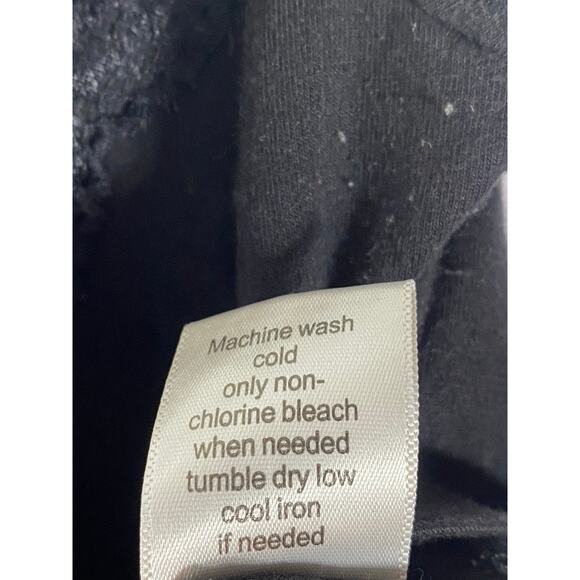 Machine wash
cold
only non-
chlorine bleach
when needed
tumble dry low
cool iron
if needed